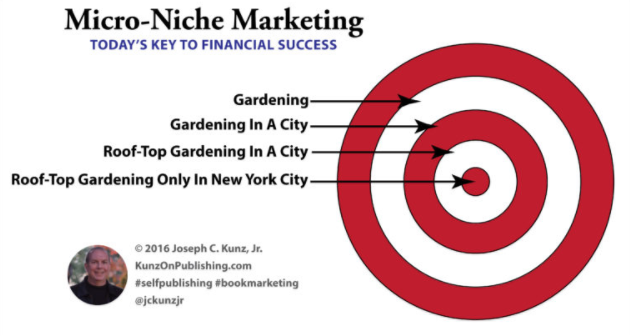 Micro-Niche Marketing
TODAY'S KEY TO FINANCIAL SUCCESS
Gardening
Gardening In A City
Roof-Top Gardening In A City
Roof-Top Gardening Only In New York City
© 2016 Joseph C. Kunz, Jr.
KunzOnPublishing.com
#selfpublishing #bookmarketing
@jckunzjr